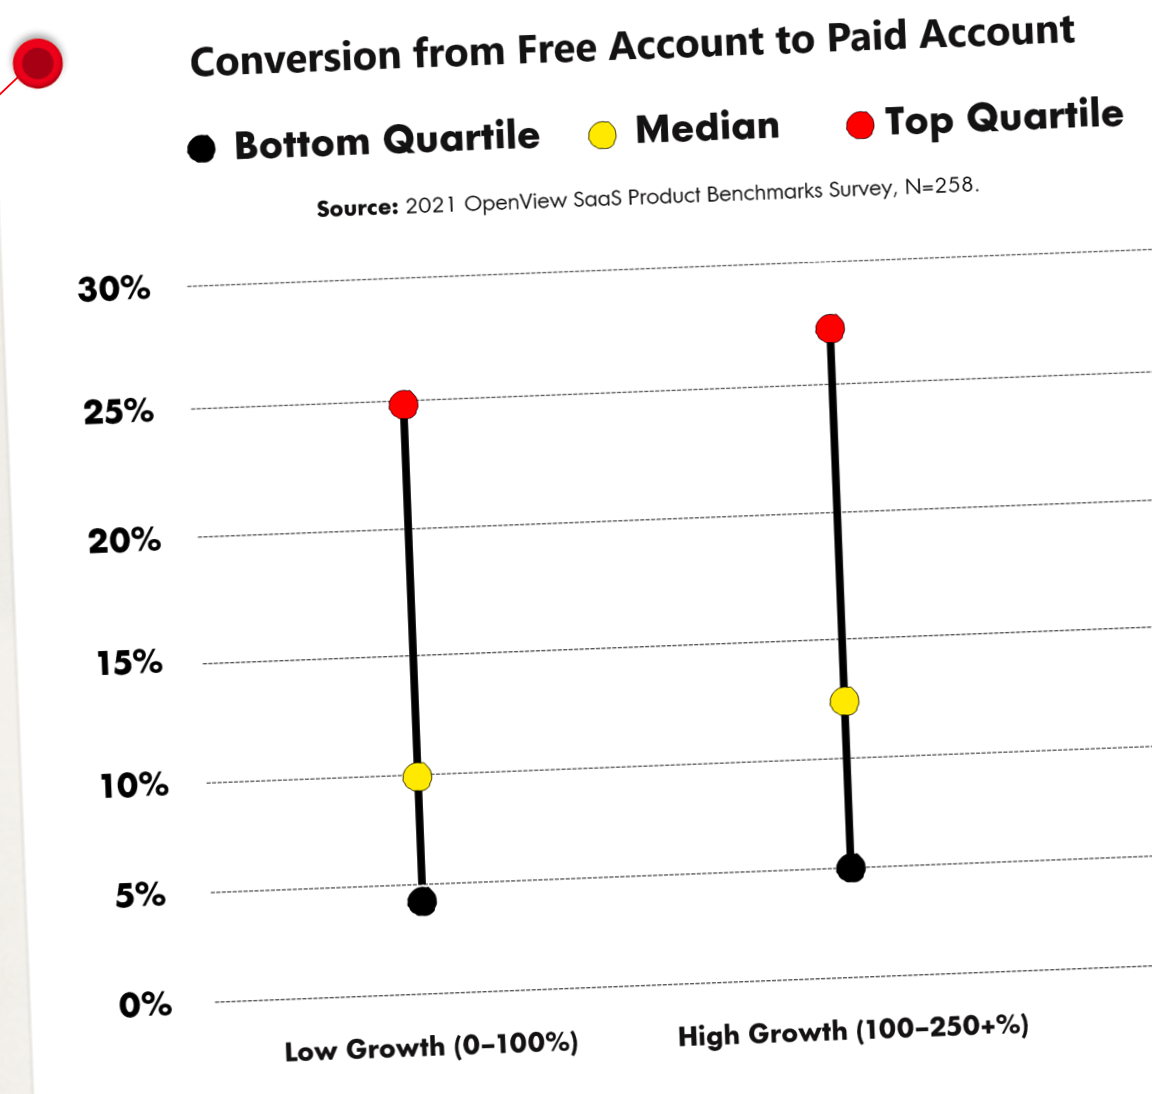 Conversion from Free Account to Paid Account
Bottom Quartile Median Top Quartile
Source: 2021 OpenView SaaS Product Benchmarks Survey, N=258.
30%
25%
20%
15%
10%
5%
0%
Low Growth (0–100%) High Growth (100–250+%)